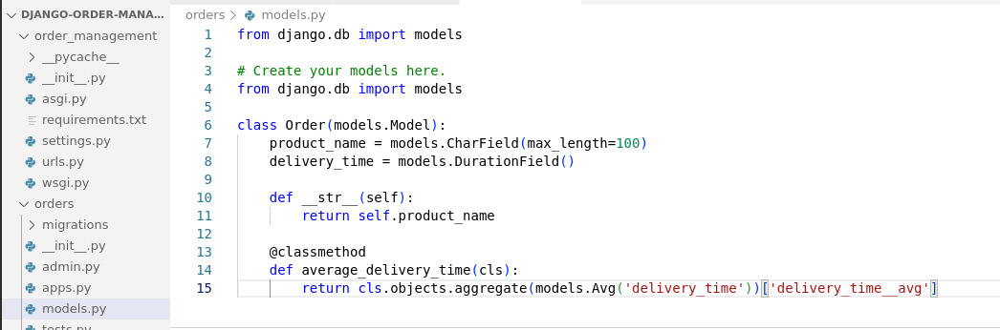 DJANGO-ORDER-MANA...
order_management
__pycache__
__init__.py
asgi.py
requirements.txt
settings.py
urls.py
wsgi.py
orders
migrations
__init__.py
admin.py
apps.py
models.py
tests.py
orders > models.py
1 from django.db import models
2
3 # Create your models here.
4 from django.db import models
5
6 class Order(models.Model):
7     product_name = models.CharField(max_length=100)
8     delivery_time = models.DurationField()
9
10     def __str__(self):
11         return self.product_name
12
13     @classmethod
14     def average_delivery_time(cls):
15         return cls.objects.aggregate(models.Avg('delivery_time'))['delivery_time__avg']